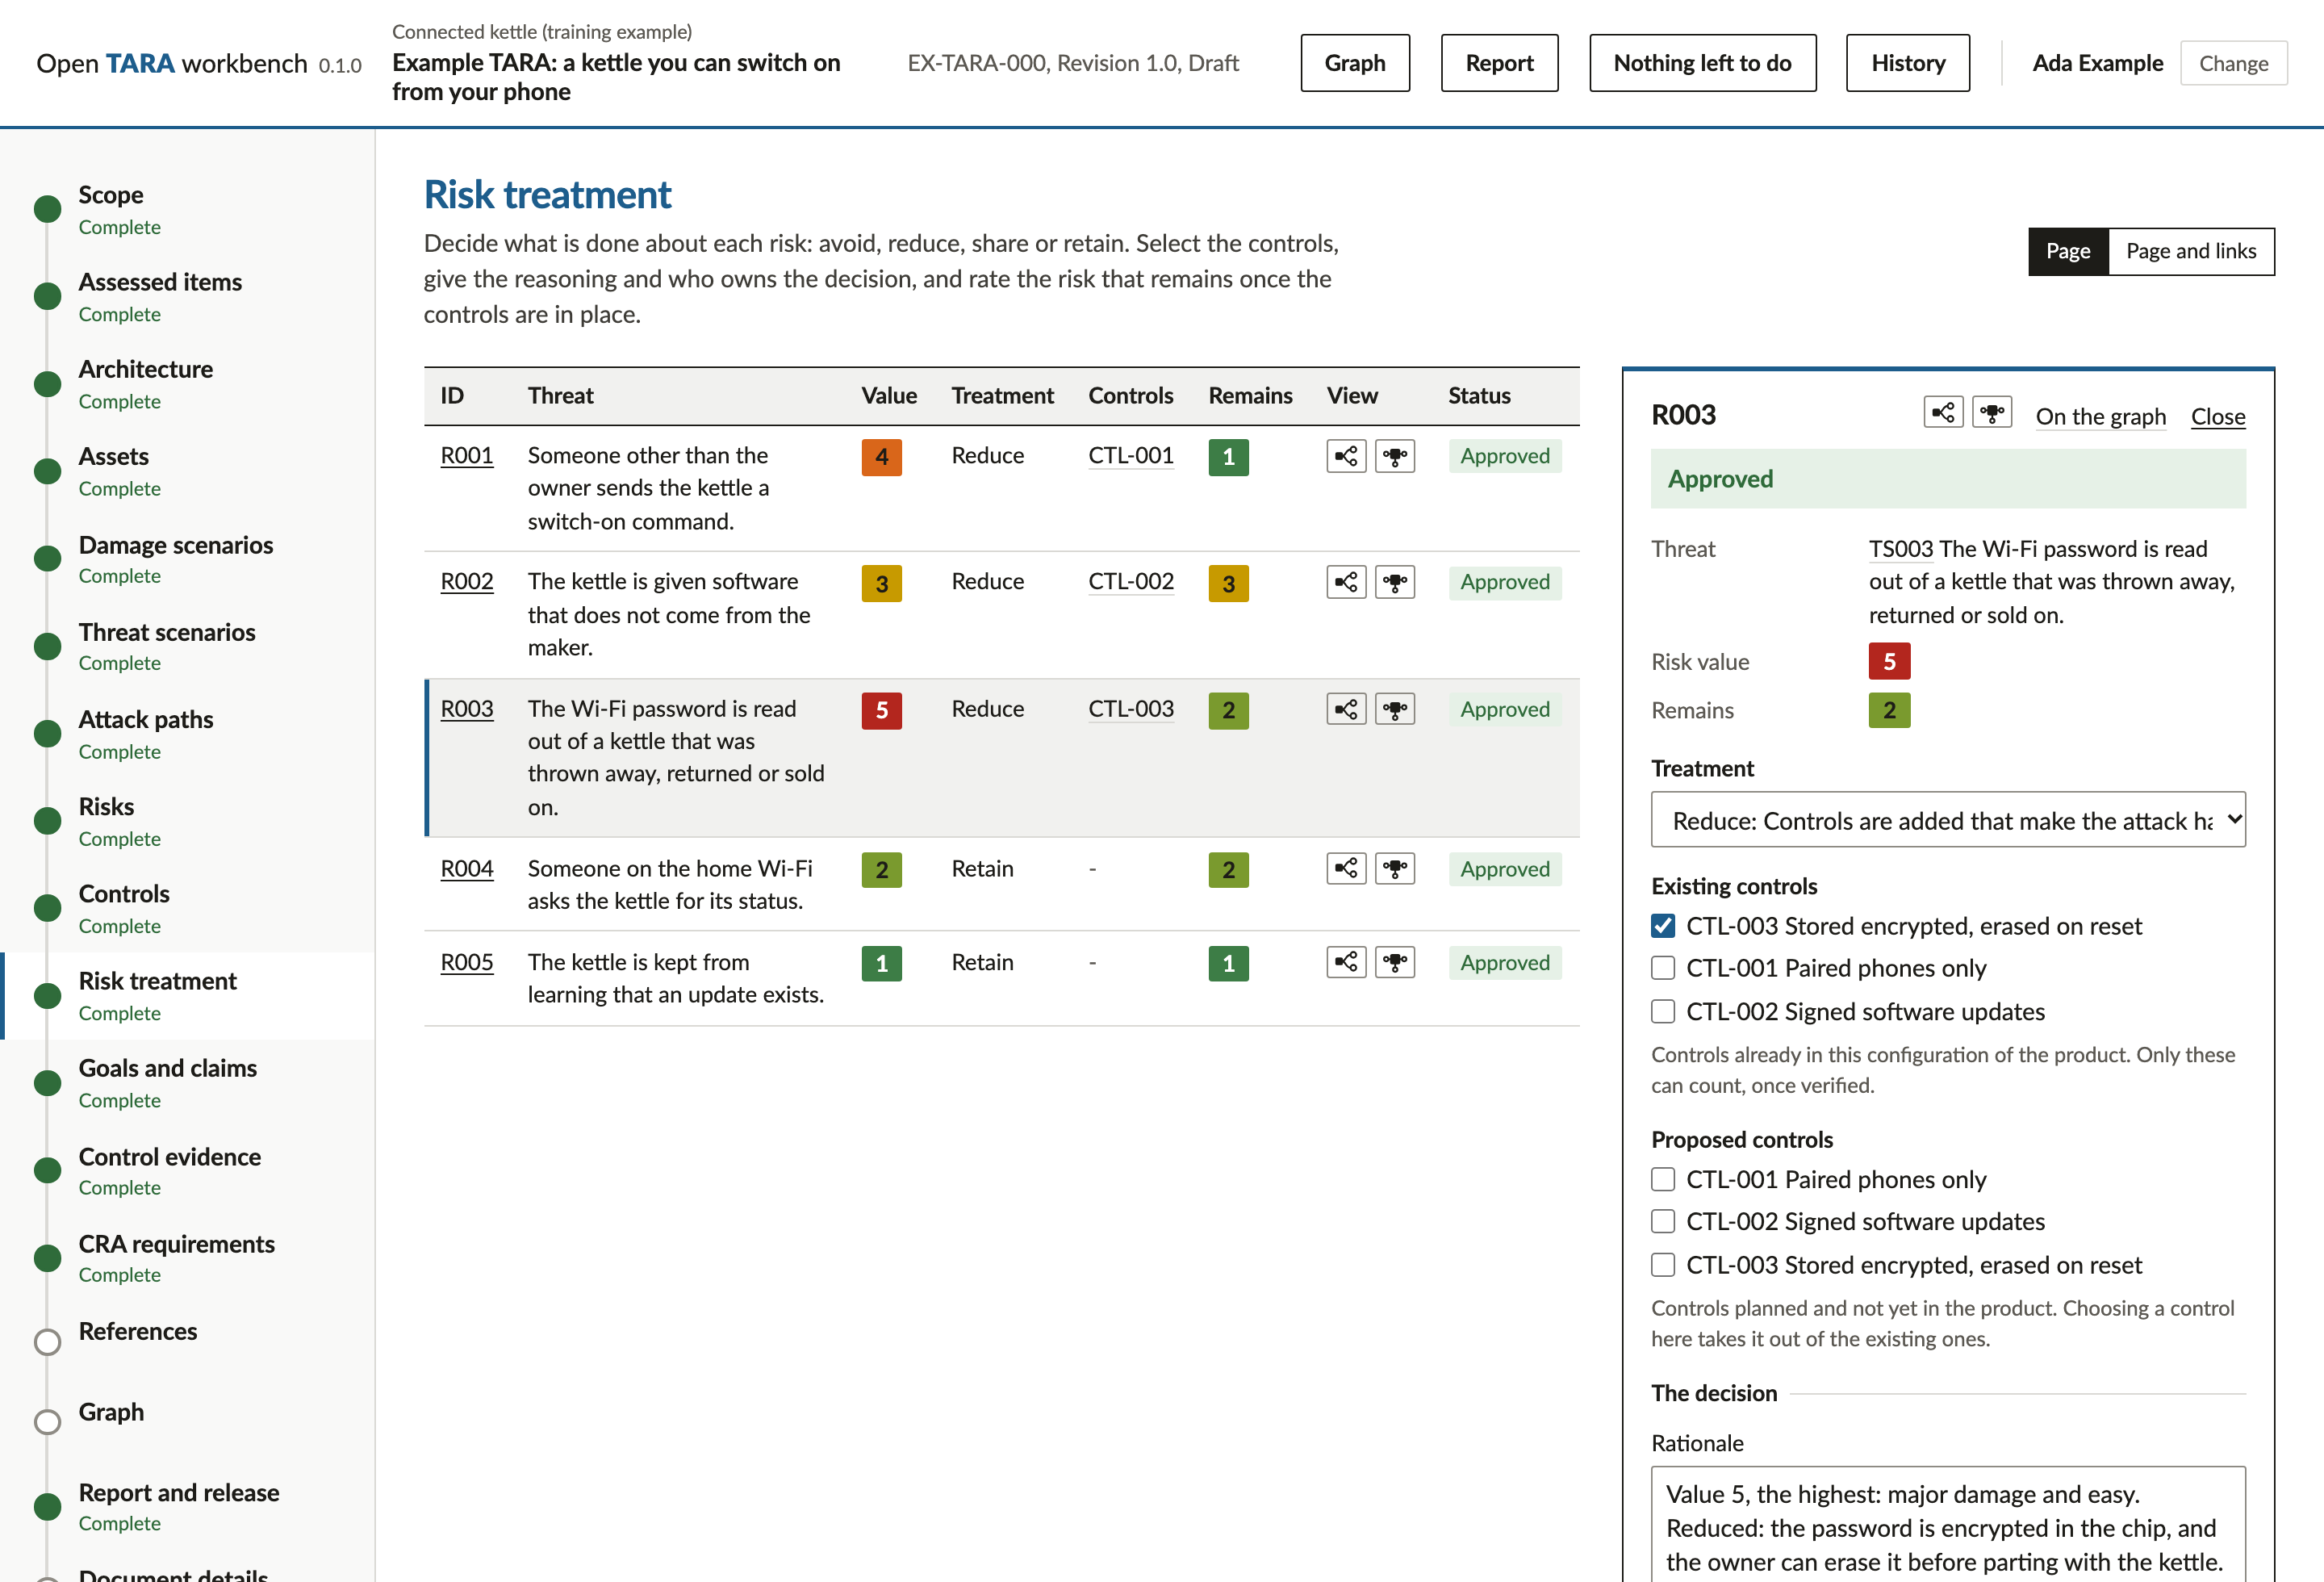 Open TARA workbench 0.1.0
Connected kettle (training example)
Example TARA: a kettle you can switch on
from your phone
EX-TARA-000, Revision 1.0, Draft
Graph
Report
Nothing left to do
History
Ada Example
Change
Scope
Complete
Assessed items
Complete
Architecture
Complete
Assets
Complete
Damage scenarios
Complete
Threat scenarios
Complete
Attack paths
Complete
Risks
Complete
Controls
Complete
Risk treatment
Complete
Goals and claims
Complete
Control evidence
Complete
CRA requirements
Complete
References
Graph
Report and release
Complete
Document details
Risk treatment
Decide what is done about each risk: avoid, reduce, share or retain. Select the controls,
give the reasoning and who owns the decision, and rate the risk that remains once the
controls are in place.
Page
Page and links
ID Threat Value Treatment Controls Remains View Status
R001 Someone other than the 4 Reduce CTL-001 1 Approved
owner sends the kettle a
switch-on command.
R002 The kettle is given software 3 Reduce CTL-002 3 Approved
that does not come from the
maker.
R003 The Wi-Fi password is read 5 Reduce CTL-003 2 Approved
out of a kettle that was
thrown away, returned or sold
on.
R004 Someone on the home Wi-Fi 2 Retain - 2 Approved
asks the kettle for its status.
R005 The kettle is kept from 1 Retain - 1 Approved
learning that an update exists.
R003
On the graph
Close
Approved
Threat TS003 The Wi-Fi password is read
out of a kettle that was thrown away,
returned or sold on.
Risk value 5
Remains 2
Treatment
Reduce: Controls are added that make the attack ha
Existing controls
CTL-003 Stored encrypted, erased on reset
CTL-001 Paired phones only
CTL-002 Signed software updates
Controls already in this configuration of the product. Only these
can count, once verified.
Proposed controls
CTL-001 Paired phones only
CTL-002 Signed software updates
CTL-003 Stored encrypted, erased on reset
Controls planned and not yet in the product. Choosing a control
here takes it out of the existing ones.
The decision
Rationale
Value 5, the highest: major damage and easy.
Reduced: the password is encrypted in the chip, and
the owner can erase it before parting with the kettle.